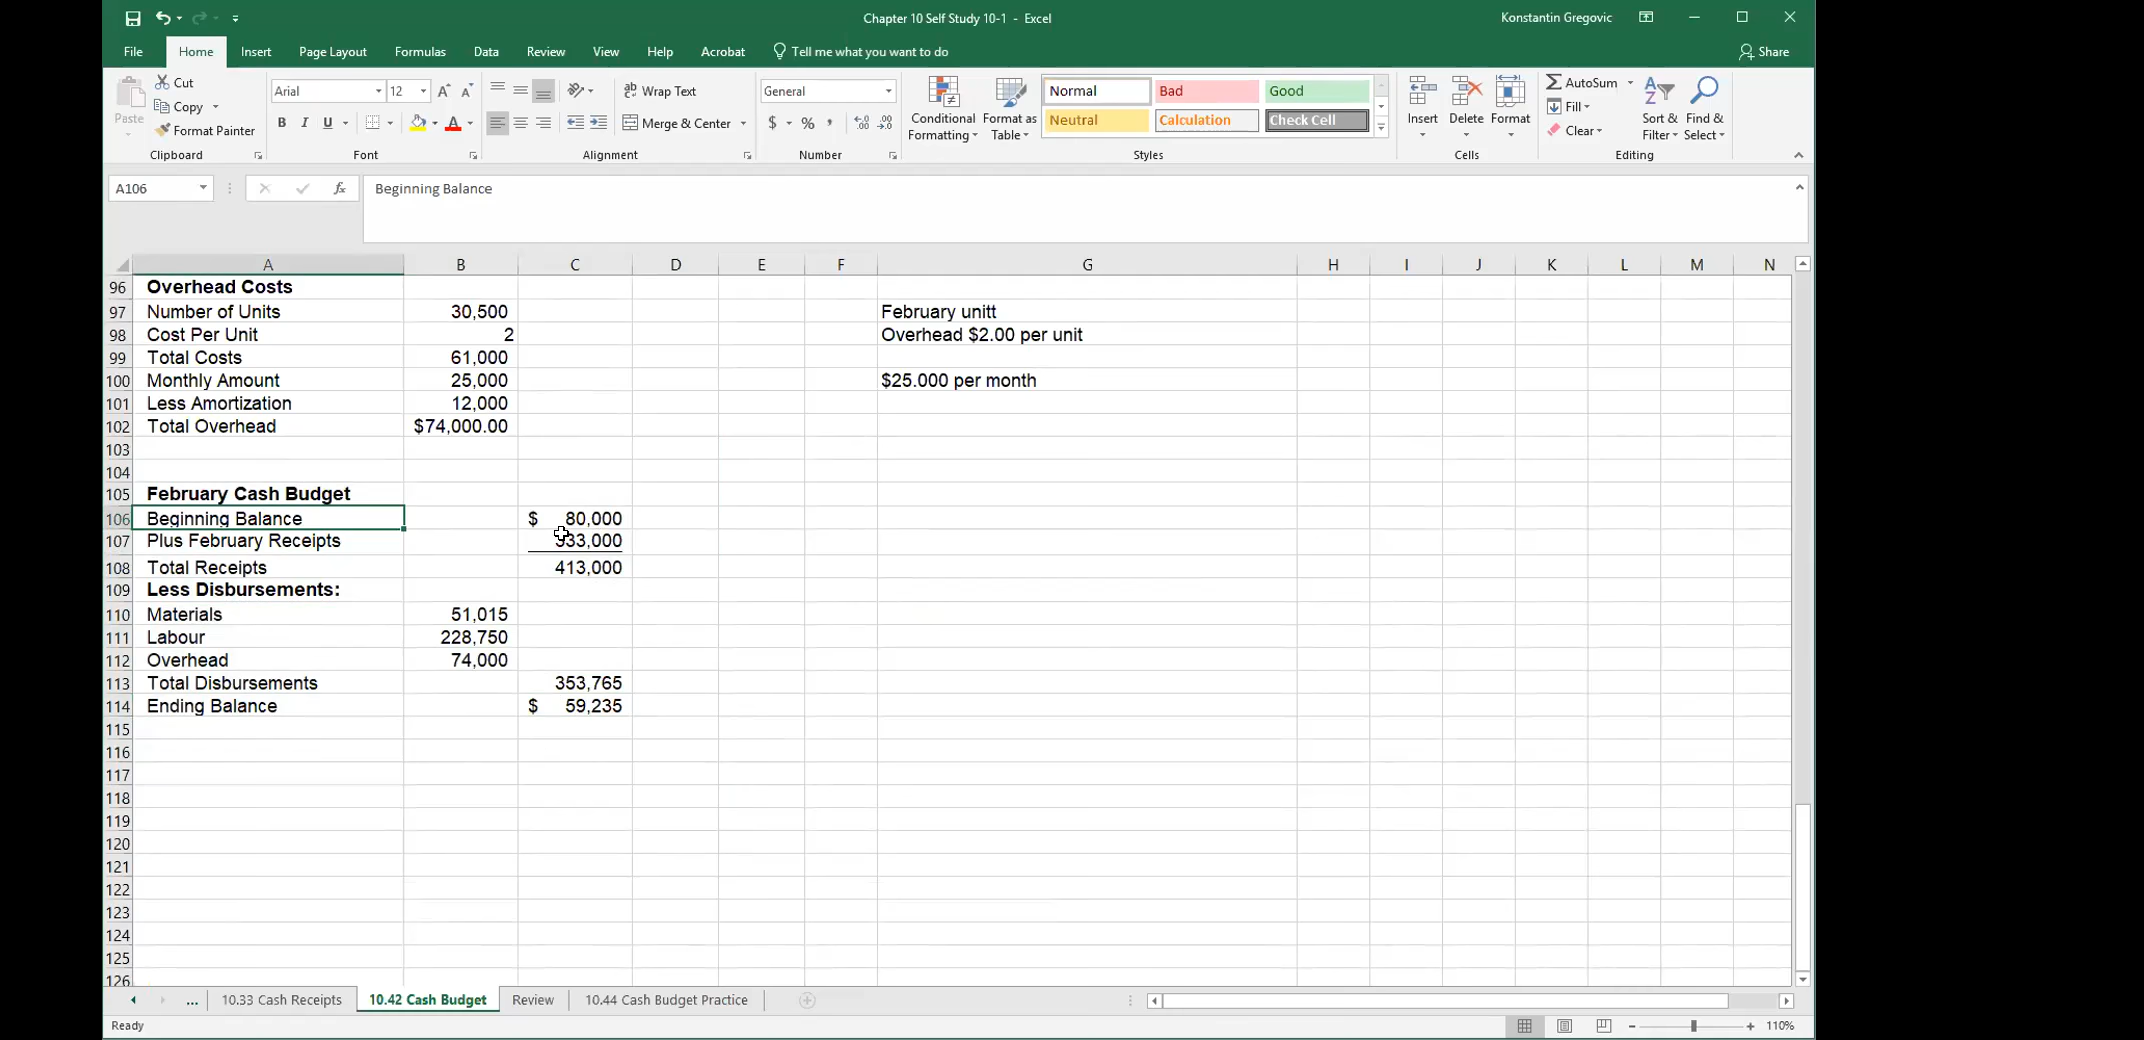 Chapter 10 Self Study 10-1 - Excel
Konstantin Gregovic
File Home Insert Page Layout Formulas Data Review View Help Acrobat Tell me what you want to do
Share
Paste
Cut
Copy
Format Painter
Clipboard
Arial 12
B I U
Font
Wrap Text
Merge & Center
Alignment
General
$ % ,
Number
Conditional Formatting
Format as Table
Normal Bad Good
Neutral Calculation Check Cell
Styles
Insert Delete Format
Cells
AutoSum
Fill
Clear
Sort & Filter
Find & Select
Editing
A106 fx Beginning Balance
A B C D E F G H I J K L M N
96 Overhead Costs
97 Number of Units 30,500 February unitt
98 Cost Per Unit 2 Overhead $2.00 per unit
99 Total Costs 61,000
100 Monthly Amount 25,000 $25.000 per month
101 Less Amortization 12,000
102 Total Overhead $74,000.00
103
104
105 February Cash Budget
106 Beginning Balance $ 80,000
107 Plus February Receipts 333,000
108 Total Receipts 413,000
109 Less Disbursements:
110 Materials 51,015
111 Labour 228,750
112 Overhead 74,000
113 Total Disbursements 353,765
114 Ending Balance $ 59,235
115
116
117
118
119
120
121
122
123
124
125
126
... 10.33 Cash Receipts 10.42 Cash Budget Review 10.44 Cash Budget Practice
Ready
110%